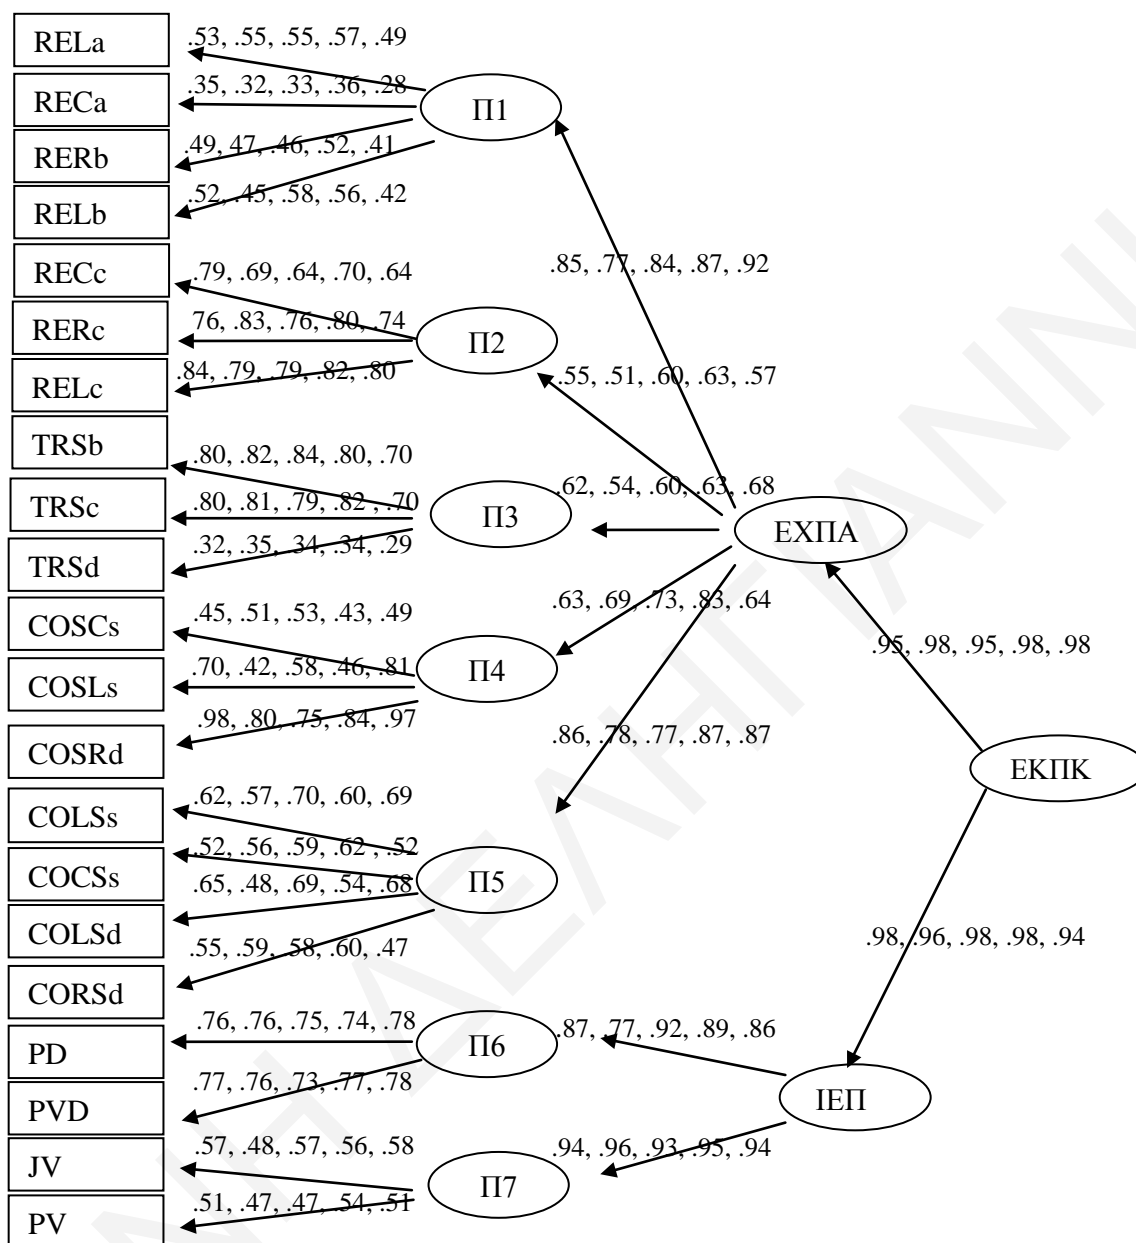 RELa
.53, .55, .55, .57, .49
RECa
.35, .32, .33, .36, .28
Π1
RERb
.49, 47, .46, .52, .41
RELb
.52, .45, .58, .56, .42
RECc
.79, .69, .64, .70, .64
.85, .77, .84, .87, .92
RERc
76, .83, .76, .80, .74
Π2
RELc
.84, .79, .79, .82, .80
.55, .51, .60, .63, .57
TRSb
.80, .82, .84, .80, .70
TRSc
.80, .81, .79, .82 , .70
Π3
.62, .54, .60, .63, .68
ΕΧΠΑ
TRSd
.32, .35, .34, .34, .29
COSCs
.45, .51, .53, .43, .49
.63, .69, .73, .83, .64
COSLs
.70, .42, .58, .46, .81
Π4
.95, .98, .95, .98, .98
COSRd
.98, .80, .75, .84, .97
.86, .78, .77, .87, .87
ΕΚΠΚ
COLSs
.62, .57, .70, .60, .69
COCSs
.52, .56, .59, .62 , .52
Π5
COLSd
.65, .48, .69, .54, .68
.98, .96, .98, .98, .94
CORSd
.55, .59, .58, .60, .47
PD
.76, .76, .75, .74, .78
Π6
.87, .77, .92, .89, .86
PVD
.77, .76, .73, .77, .78
ΙΕΠ
JV
.57, .48, .57, .56, .58
Π7
.94, .96, .93, .95, .94
PV
.51, .47, .47, .54, .51
ΝΗ ΔΕΛΗΓΙΑΝΝΗ